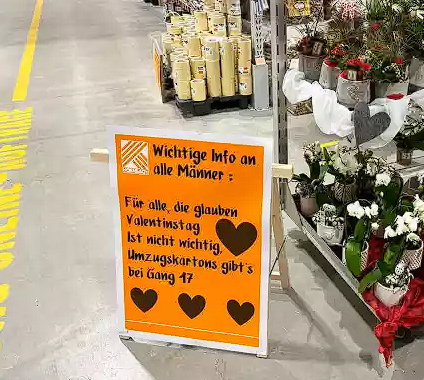 Wichtige Info an
alle Männer :
Für alle, die glauben
Valentinstag
Ist nicht wichtig,
Umzugskartons gibt's
bei Gang 17